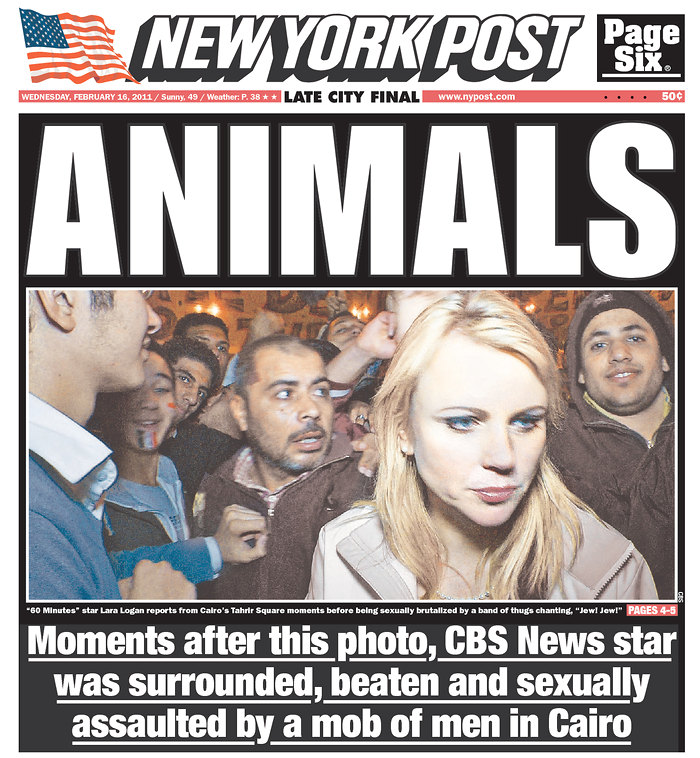 NEW YORK POST
Page
Six®
WEDNESDAY, FEBRUARY 16, 2011 / Sunny, 49 / Weather: P. 38 ★★ LATE CITY FINAL www.nypost.com • • • • 50¢
ANIMALS
CBS
"60 Minutes" star Lara Logan reports from Cairo's Tahrir Square moments before being sexually brutalized by a band of thugs chanting, "Jew! Jew!" PAGES 4-5
Moments after this photo, CBS News star
was surrounded, beaten and sexually
assaulted by a mob of men in Cairo